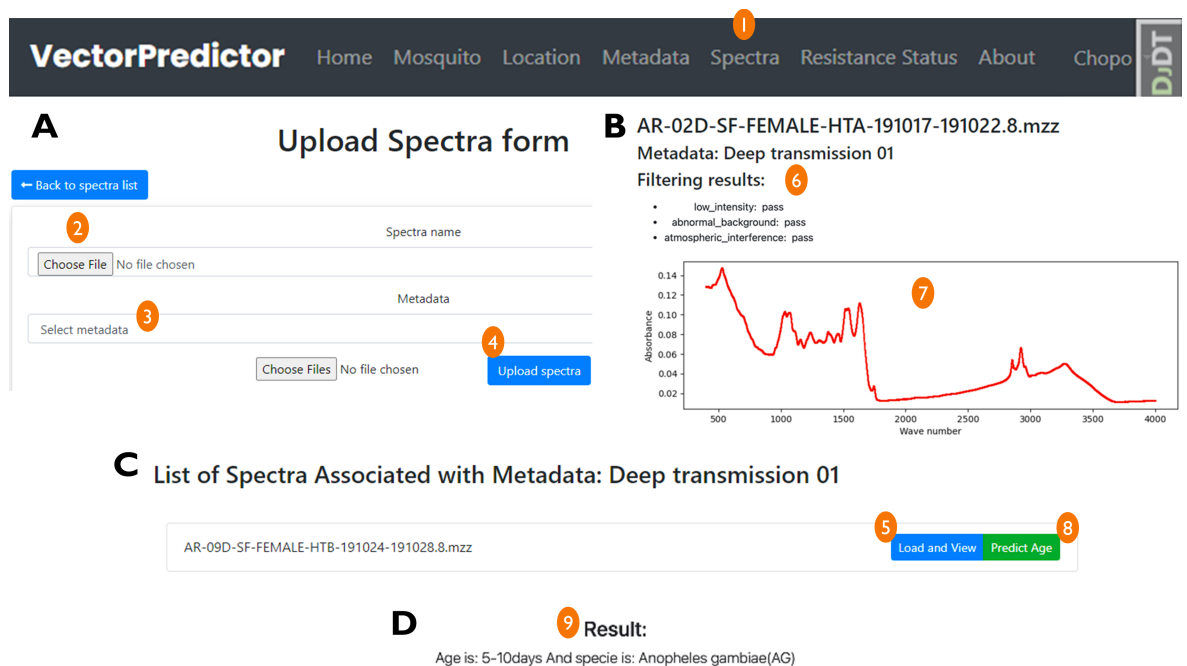 1
VectorPredictor Home Mosquito Location Metadata Spectra Resistance Status About Chopo
DJDT
A
Upload Spectra form
← Back to spectra list
2
Spectra name
Choose File No file chosen
Metadata
3
Select metadata
4
Choose Files No file chosen Upload spectra
B
AR-02D-SF-FEMALE-HTA-191017-191022.8.mzz
Metadata: Deep transmission 01
Filtering results: 6
• low_intensity: pass
• abnormal_background: pass
• atmospheric_interference: pass
7
Absorbance
0.14
0.12
0.10
0.08
0.06
0.04
0.02
500 1000 1500 2000 2500 3000 3500 4000
Wave number
C
List of Spectra Associated with Metadata: Deep transmission 01
5 8
AR-09D-SF-FEMALE-HTB-191024-191028.8.mzz Load and View Predict Age
D
9 Result:
Age is: 5-10days And specie is: Anopheles gambiae(AG)